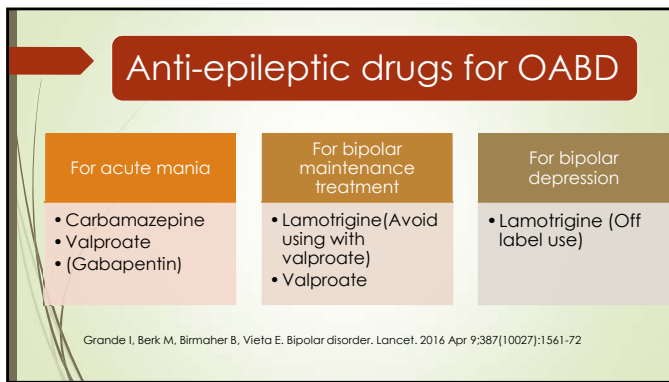 Anti-epileptic drugs for OABD
For acute mania
• Carbamazepine
• Valproate
• (Gabapentin)
For bipolar
maintenance
treatment
• Lamotrigine(Avoid
using with
valproate)
• Valproate
For bipolar
depression
• Lamotrigine (Off
label use)
Grande I, Berk M, Birmaher B, Vieta E. Bipolar disorder. Lancet. 2016 Apr 9;387(10027):1561-72